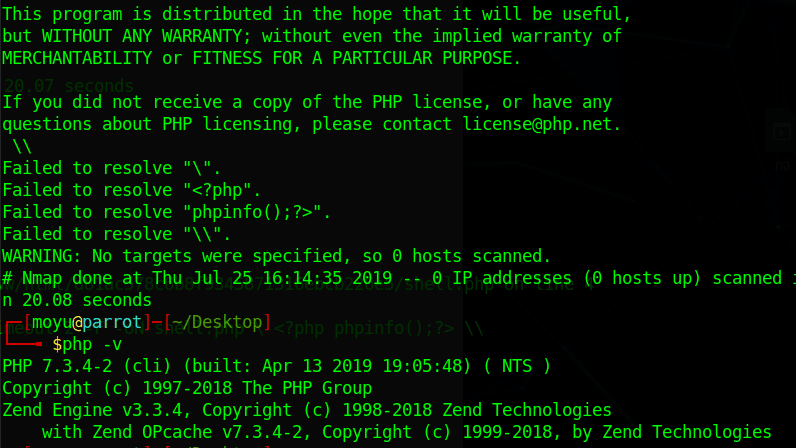 This program is distributed in the hope that it will be useful,
but WITHOUT ANY WARRANTY; without even the implied warranty of
MERCHANTABILITY or FITNESS FOR A PARTICULAR PURPOSE.
20.07 seconds
If you did not receive a copy of the PHP license, or have any
questions about PHP licensing, please contact license@php.net.
\\
Failed to resolve "\".
Failed to resolve "<?php".
Failed to resolve "phpinfo();?>".
Failed to resolve "\\".
WARNING: No targets were specified, so 0 hosts scanned.
# Nmap done at Thu Jul 25 16:14:35 2019 -- 0 IP addresses (0 hosts up) scanned i
n 20.08 seconds
┌─[moyu@parrot]─[~/Desktop]
<?php phpinfo();?> \\
└──╼ $php -v
PHP 7.3.4-2 (cli) (built: Apr 13 2019 19:05:48) ( NTS )
Copyright (c) 1997-2018 The PHP Group
Zend Engine v3.3.4, Copyright (c) 1998-2018 Zend Technologies
with Zend OPcache v7.3.4-2, Copyright (c) 1999-2018, by Zend Technologies